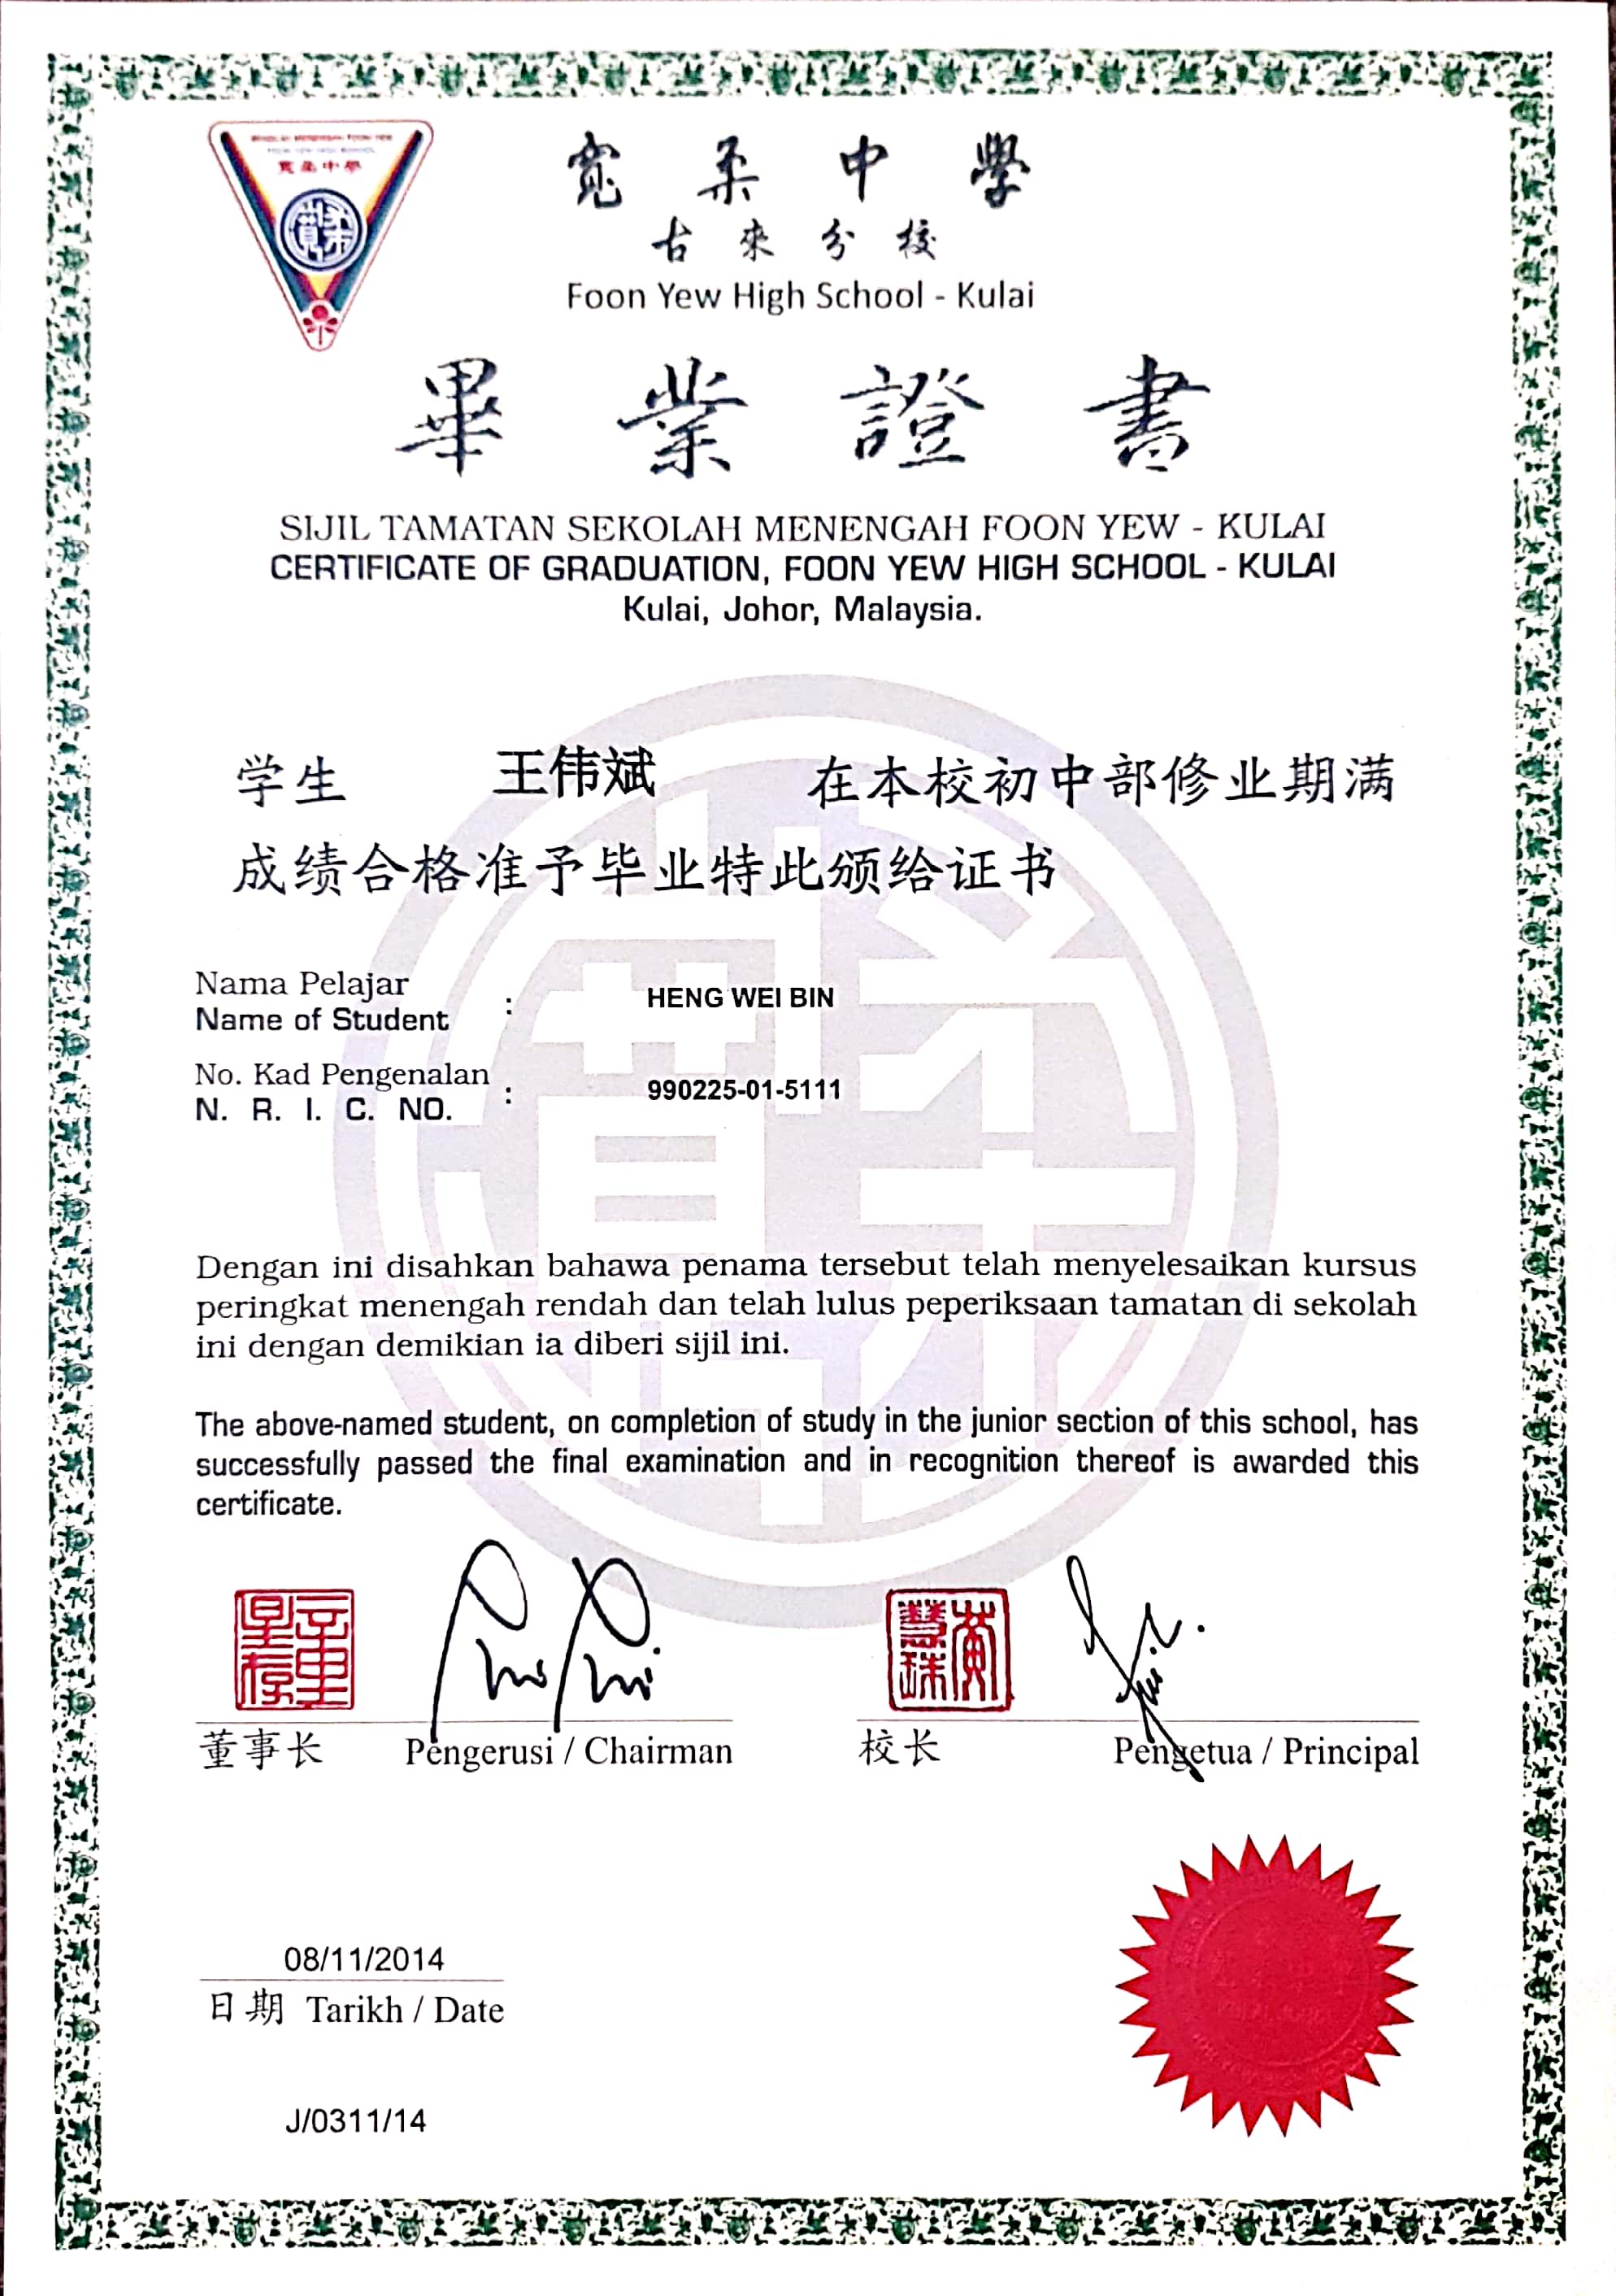 寬柔中學
寬柔中學
古來分校
Foon Yew High School - Kulai
畢業證書
SIJIL TAMATAN SEKOLAH MENENGAH FOON YEW - KULAI
CERTIFICATE OF GRADUATION, FOON YEW HIGH SCHOOL - KULAI
Kulai, Johor, Malaysia.
学生 王伟斌 在本校初中部修业期满
成绩合格准予毕业特此颁给证书
Nama Pelajar
Name of Student : HENG WEI BIN
No. Kad Pengenalan
N. R. I. C. NO. : 990225-01-5111
Dengan ini disahkan bahawa penama tersebut telah menyelesaikan kursus
peringkat menengah rendah dan telah lulus peperiksaan tamatan di sekolah
ini dengan demikian ia diberi sijil ini.
The above-named student, on completion of study in the junior section of this school, has
successfully passed the final examination and in recognition thereof is awarded this
certificate.
董事长 Pengerusi / Chairman
校长 Pengetua / Principal
08/11/2014
日期 Tarikh / Date
J/0311/14